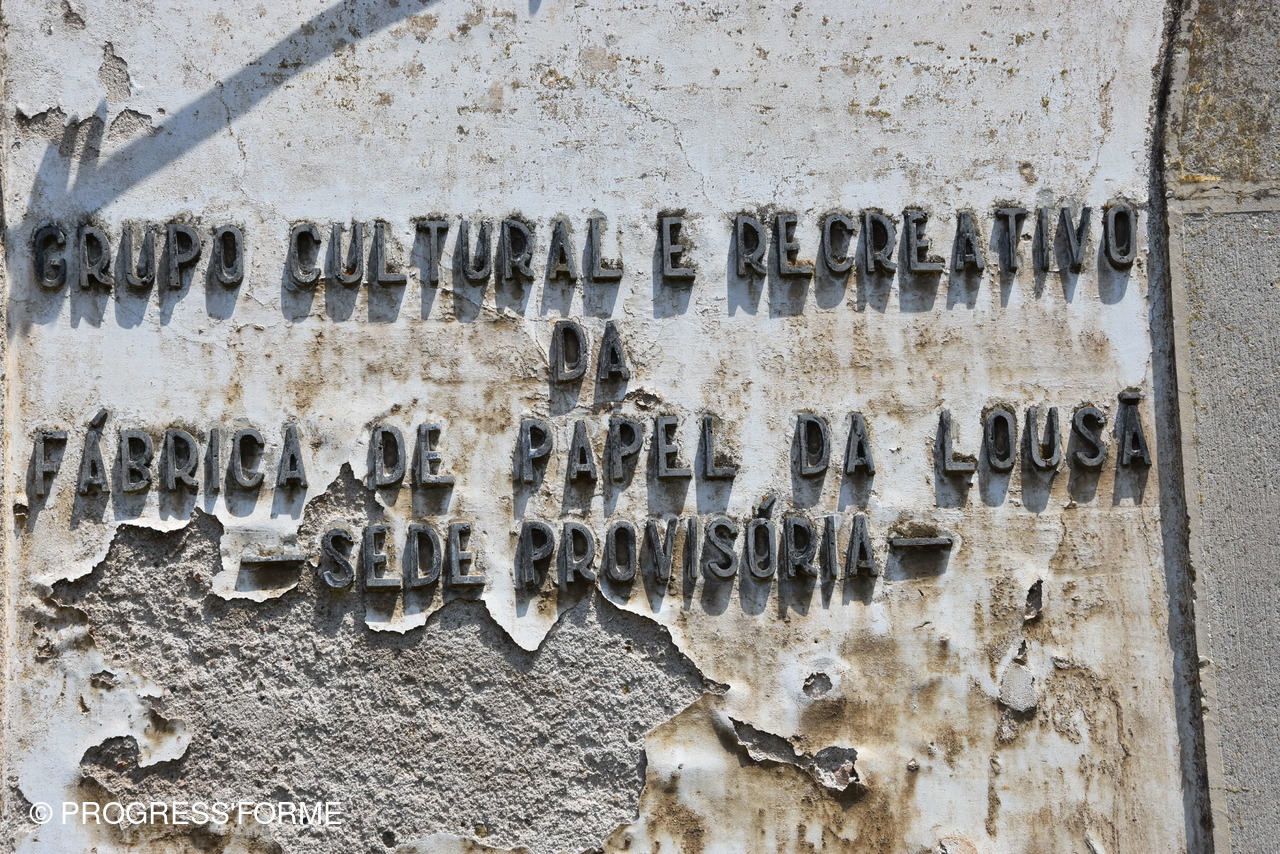 GRUPO CULTURAL E RECREATIVO
DA
FÁBRICA DE PAPEL DA LOUSÃ
— SEDE PROVISÓRIA —
© PROGRESS'FORME